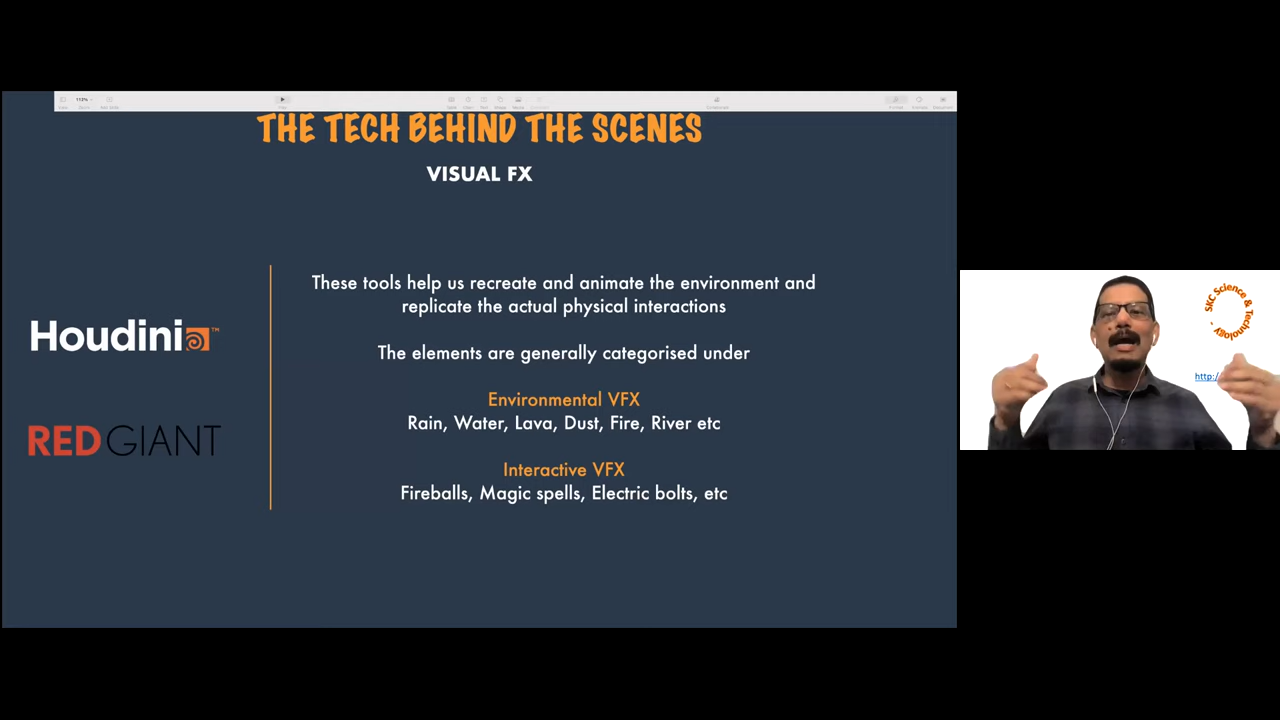 THE TECH BEHIND THE SCENES
VISUAL FX
These tools help us recreate and animate the environment and
replicate the actual physical interactions
The elements are generally categorised under
Environmental VFX
Rain, Water, Lava, Dust, Fire, River etc
Interactive VFX
Fireballs, Magic spells, Electric bolts, etc
Houdini™
RED GIANT
SKC Science & Technology -
http:/